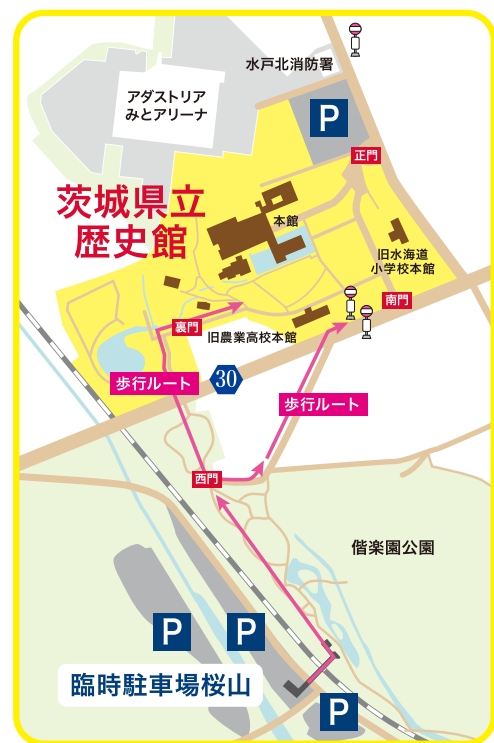 水戸北消防署
アダストリア
みとアリーナ
P
正門
茨城県立
歴史館
本館
旧水海道
小学校本館
南門
裏門
旧農業高校本館
歩行ルート
30
歩行ルート
西門
偕楽園公園
P
P
臨時駐車場桜山
P